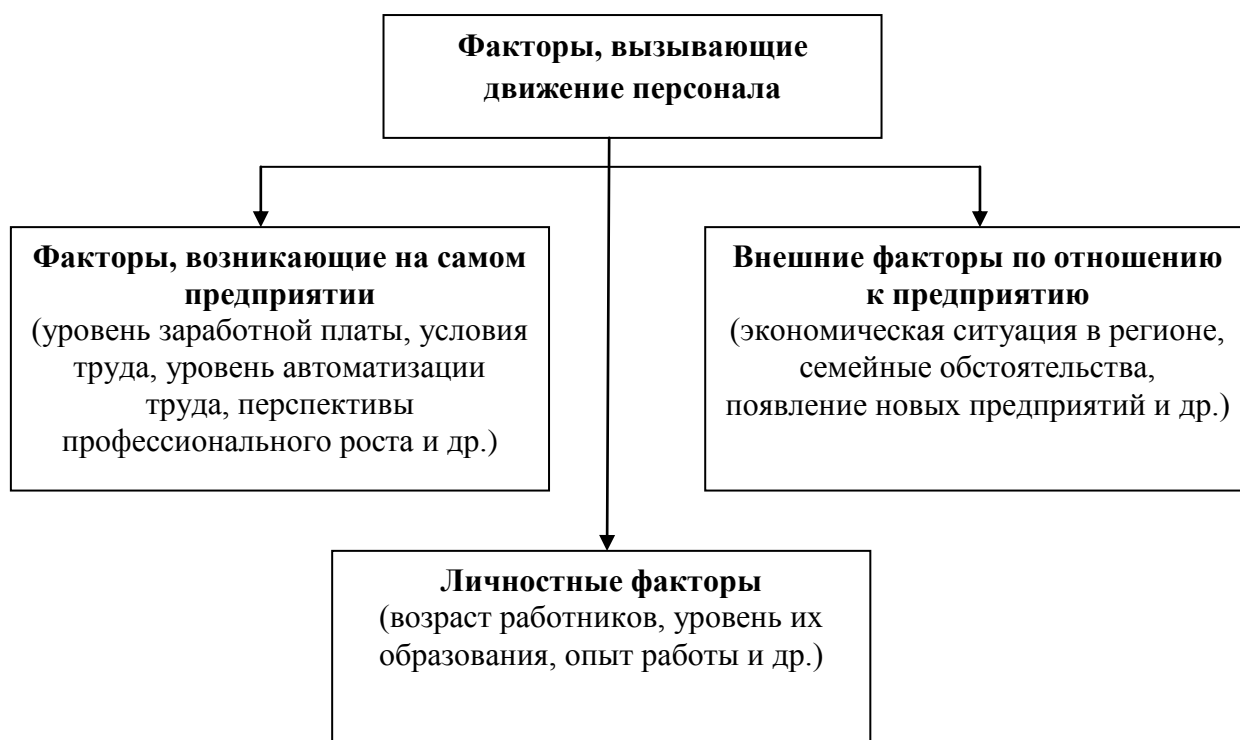 Факторы, вызывающие
движение персонала
Факторы, возникающие на самом
предприятии
(уровень заработной платы, условия
труда, уровень автоматизации
труда, перспективы
профессионального роста и др.)
Внешние факторы по отношению
к предприятию
(экономическая ситуация в регионе,
семейные обстоятельства,
появление новых предприятий и др.)
Личностные факторы
(возраст работников, уровень их
образования, опыт работы и др.)